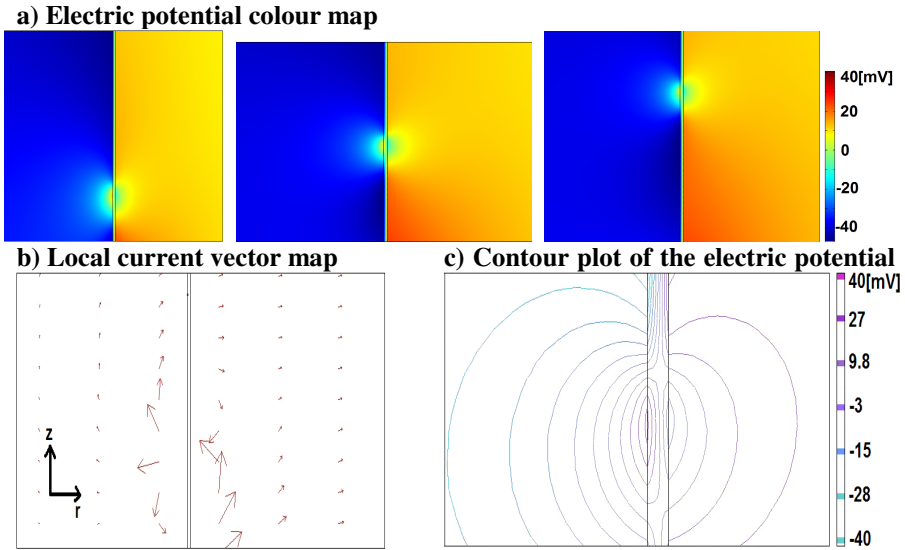 a) Electric potential colour map
40[mV]
20
0
-20
-40
b) Local current vector map
z
r
c) Contour plot of the electric potential
40[mV]
27
9.8
-3
-15
-28
-40